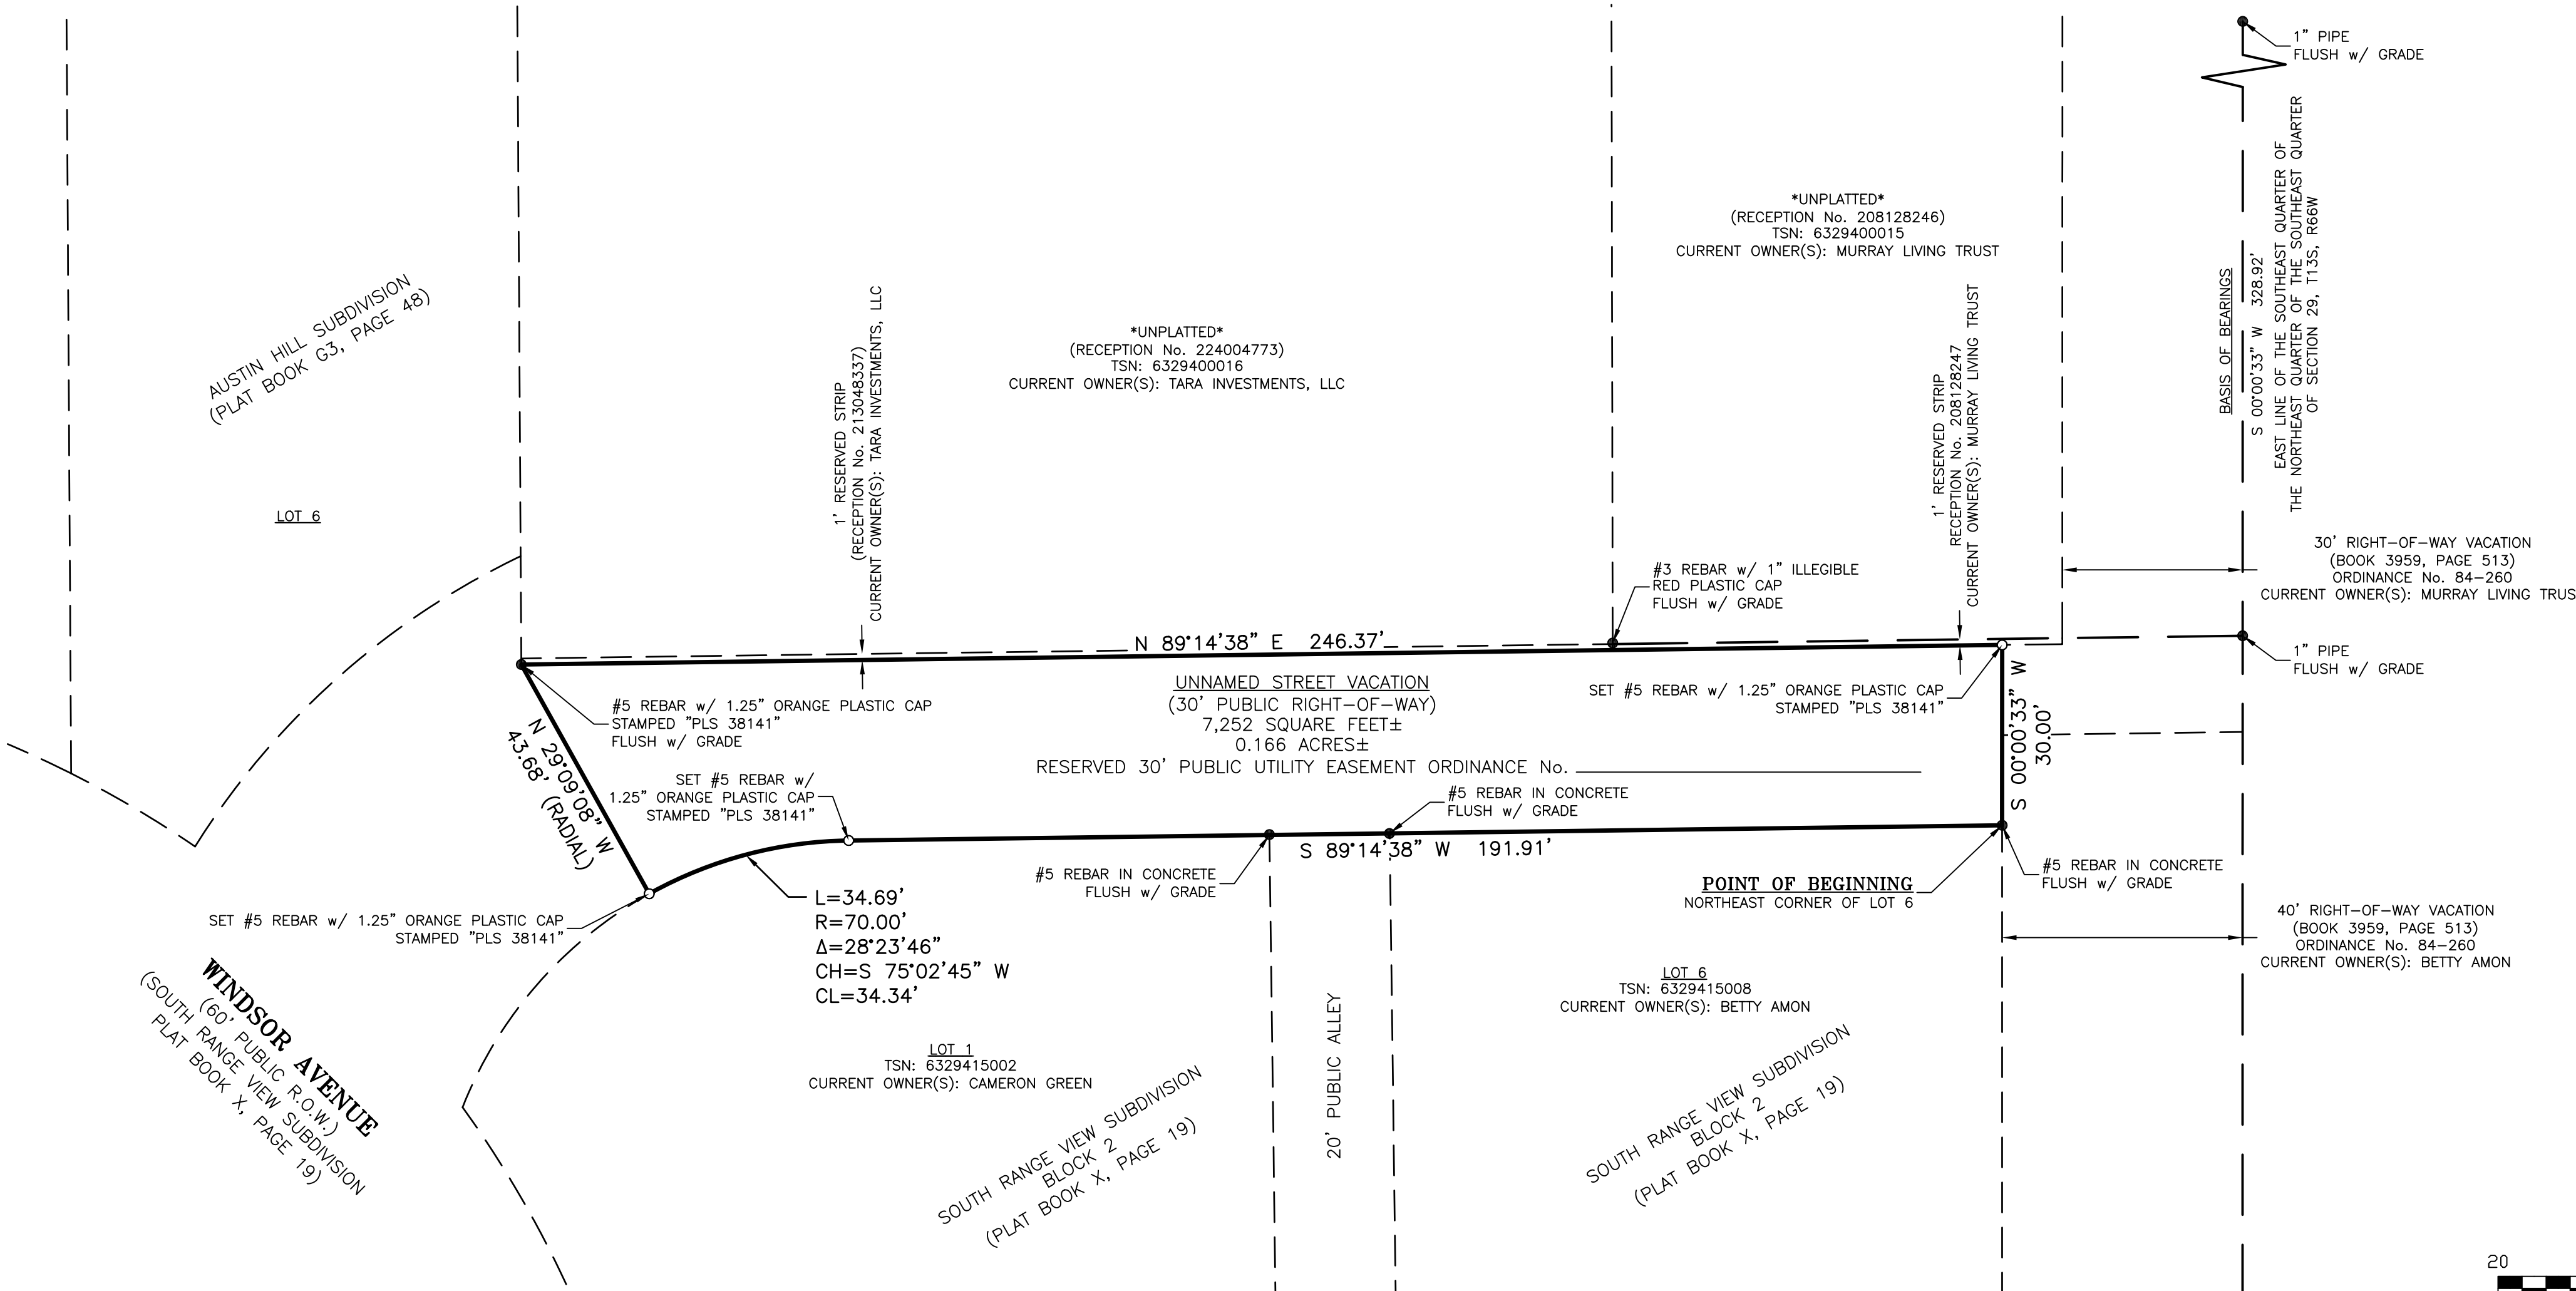 1" PIPE
FLUSH w/ GRADE
BASIS OF BEARINGS
S 00°00'33" W 328.92'
EAST LINE OF THE SOUTHEAST QUARTER OF
THE NORTHEAST QUARTER OF THE SOUTHEAST QUARTER
OF SECTION 29, T13S, R66W
*UNPLATTED*
(RECEPTION No. 208128246)
TSN: 6329400015
CURRENT OWNER(S): MURRAY LIVING TRUST
AUSTIN HILL SUBDIVISION
(PLAT BOOK G3, PAGE 48)
LOT 6
1' RESERVED STRIP
(RECEPTION No. 213048337)
CURRENT OWNER(S): TARA INVESTMENTS, LLC
*UNPLATTED*
(RECEPTION No. 224004773)
TSN: 6329400016
CURRENT OWNER(S): TARA INVESTMENTS, LLC
1' RESERVED STRIP
RECEPTION No. 208128247
CURRENT OWNER(S): MURRAY LIVING TRUST
30' RIGHT-OF-WAY VACATION
(BOOK 3959, PAGE 513)
ORDINANCE No. 84-260
CURRENT OWNER(S): MURRAY LIVING TRUS
#3 REBAR w/ 1" ILLEGIBLE
RED PLASTIC CAP
FLUSH w/ GRADE
N 89°14'38" E 246.37'
1" PIPE
FLUSH w/ GRADE
UNNAMED STREET VACATION
(30' PUBLIC RIGHT-OF-WAY)
7,252 SQUARE FEET±
0.166 ACRES±
RESERVED 30' PUBLIC UTILITY EASEMENT ORDINANCE No.
SET #5 REBAR w/ 1.25" ORANGE PLASTIC CAP
STAMPED "PLS 38141"
S 00°00'33" W
30.00'
#5 REBAR w/ 1.25" ORANGE PLASTIC CAP
STAMPED "PLS 38141"
FLUSH w/ GRADE
N 29°09'08" W
43.68' (RADIAL)
SET #5 REBAR w/
1.25" ORANGE PLASTIC CAP
STAMPED "PLS 38141"
#5 REBAR IN CONCRETE
FLUSH w/ GRADE
S 89°14'38" W 191.91'
#5 REBAR IN CONCRETE
FLUSH w/ GRADE
POINT OF BEGINNING
NORTHEAST CORNER OF LOT 6
#5 REBAR IN CONCRETE
FLUSH w/ GRADE
SET #5 REBAR w/ 1.25" ORANGE PLASTIC CAP
STAMPED "PLS 38141"
L=34.69'
R=70.00'
Δ=28°23'46"
CH=S 75°02'45" W
CL=34.34'
40' RIGHT-OF-WAY VACATION
(BOOK 3959, PAGE 513)
ORDINANCE No. 84-260
CURRENT OWNER(S): BETTY AMON
WINDSOR AVENUE
(60' PUBLIC R.O.W.)
(SOUTH RANGE VIEW SUBDIVISION
PLAT BOOK X, PAGE 19)
LOT 1
TSN: 6329415002
CURRENT OWNER(S): CAMERON GREEN
SOUTH RANGE VIEW SUBDIVISION
BLOCK 2
(PLAT BOOK X, PAGE 19)
20' PUBLIC ALLEY
LOT 6
TSN: 6329415008
CURRENT OWNER(S): BETTY AMON
SOUTH RANGE VIEW SUBDIVISION
BLOCK 2
(PLAT BOOK X, PAGE 19)
20